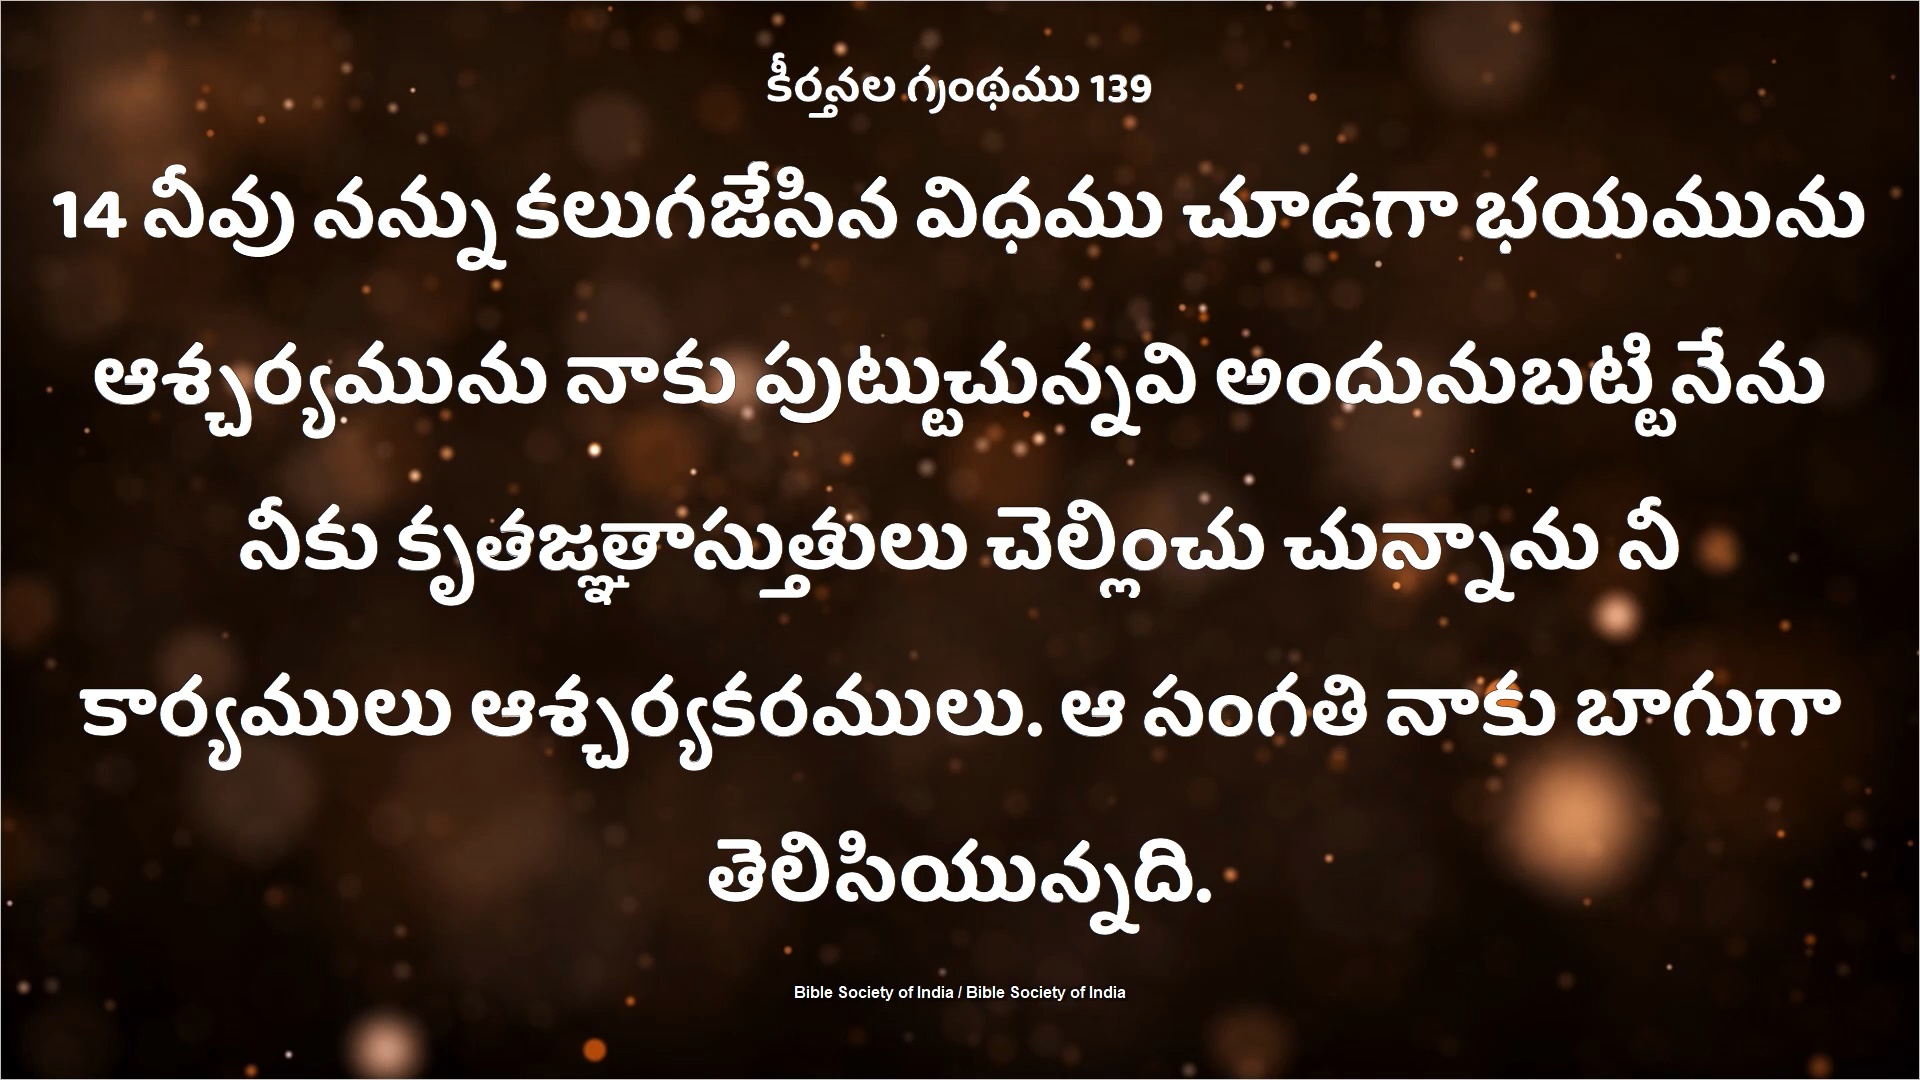 కీర్తనల గ్రంథము 139
14 నీవు నన్ను కలుగజేసిన విధము చూడగా భయమును
ఆశ్చర్యమును నాకు పుట్టుచున్నవి అందునుబట్టి నేను
నీకు కృతజ్ఞతాస్తుతులు చెల్లించు చున్నాను నీ
కార్యములు ఆశ్చర్యకరములు. ఆ సంగతి నాకు బాగుగా
తెలిసియున్నది.
Bible Society of India / Bible Society of India